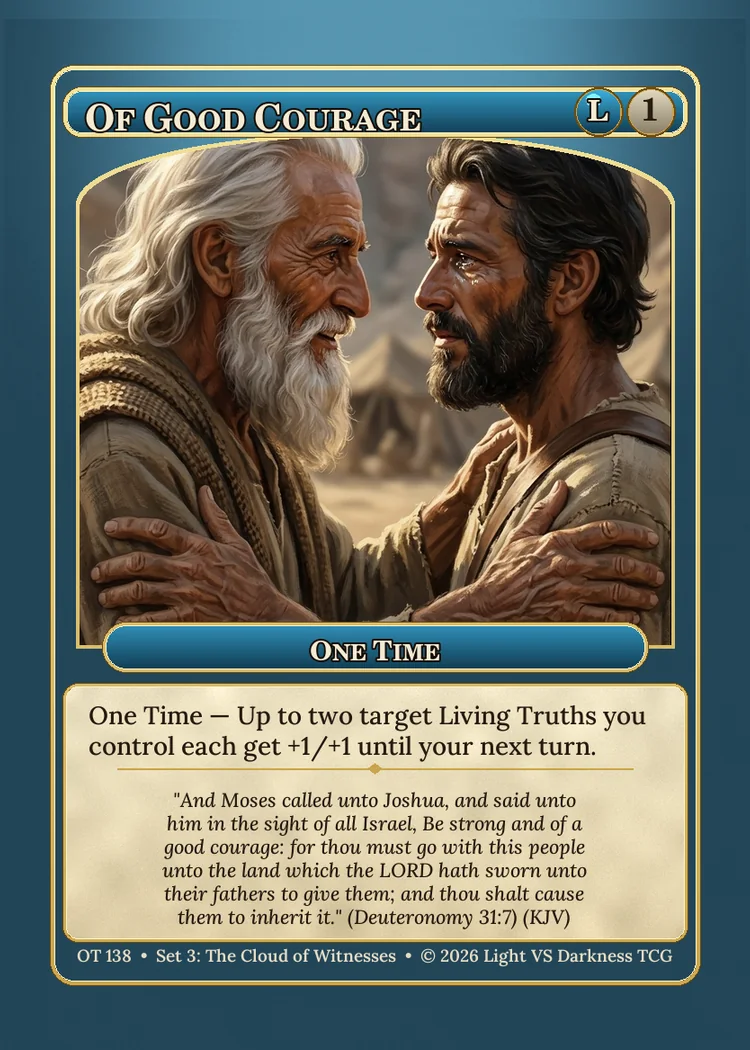 OF GOOD COURAGE L 1
ONE TIME
One Time — Up to two target Living Truths you
control each get +1/+1 until your next turn.
"And Moses called unto Joshua, and said unto
him in the sight of all Israel, Be strong and of a
good courage: for thou must go with this people
unto the land which the LORD hath sworn unto
their fathers to give them; and thou shalt cause
them to inherit it." (Deuteronomy 31:7) (KJV)
OT 138 • Set 3: The Cloud of Witnesses • © 2026 Light VS Darkness TCG